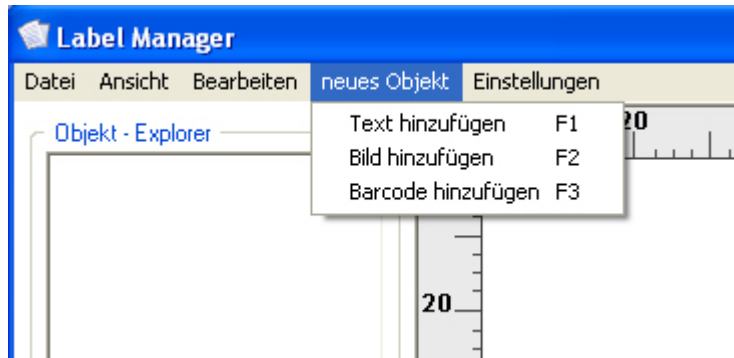 Label Manager
Datei Ansicht Bearbeiten neues Objekt Einstellungen
Objekt - Explorer
Text hinzufügen F1
Bild hinzufügen F2
Barcode hinzufügen F3
20
20